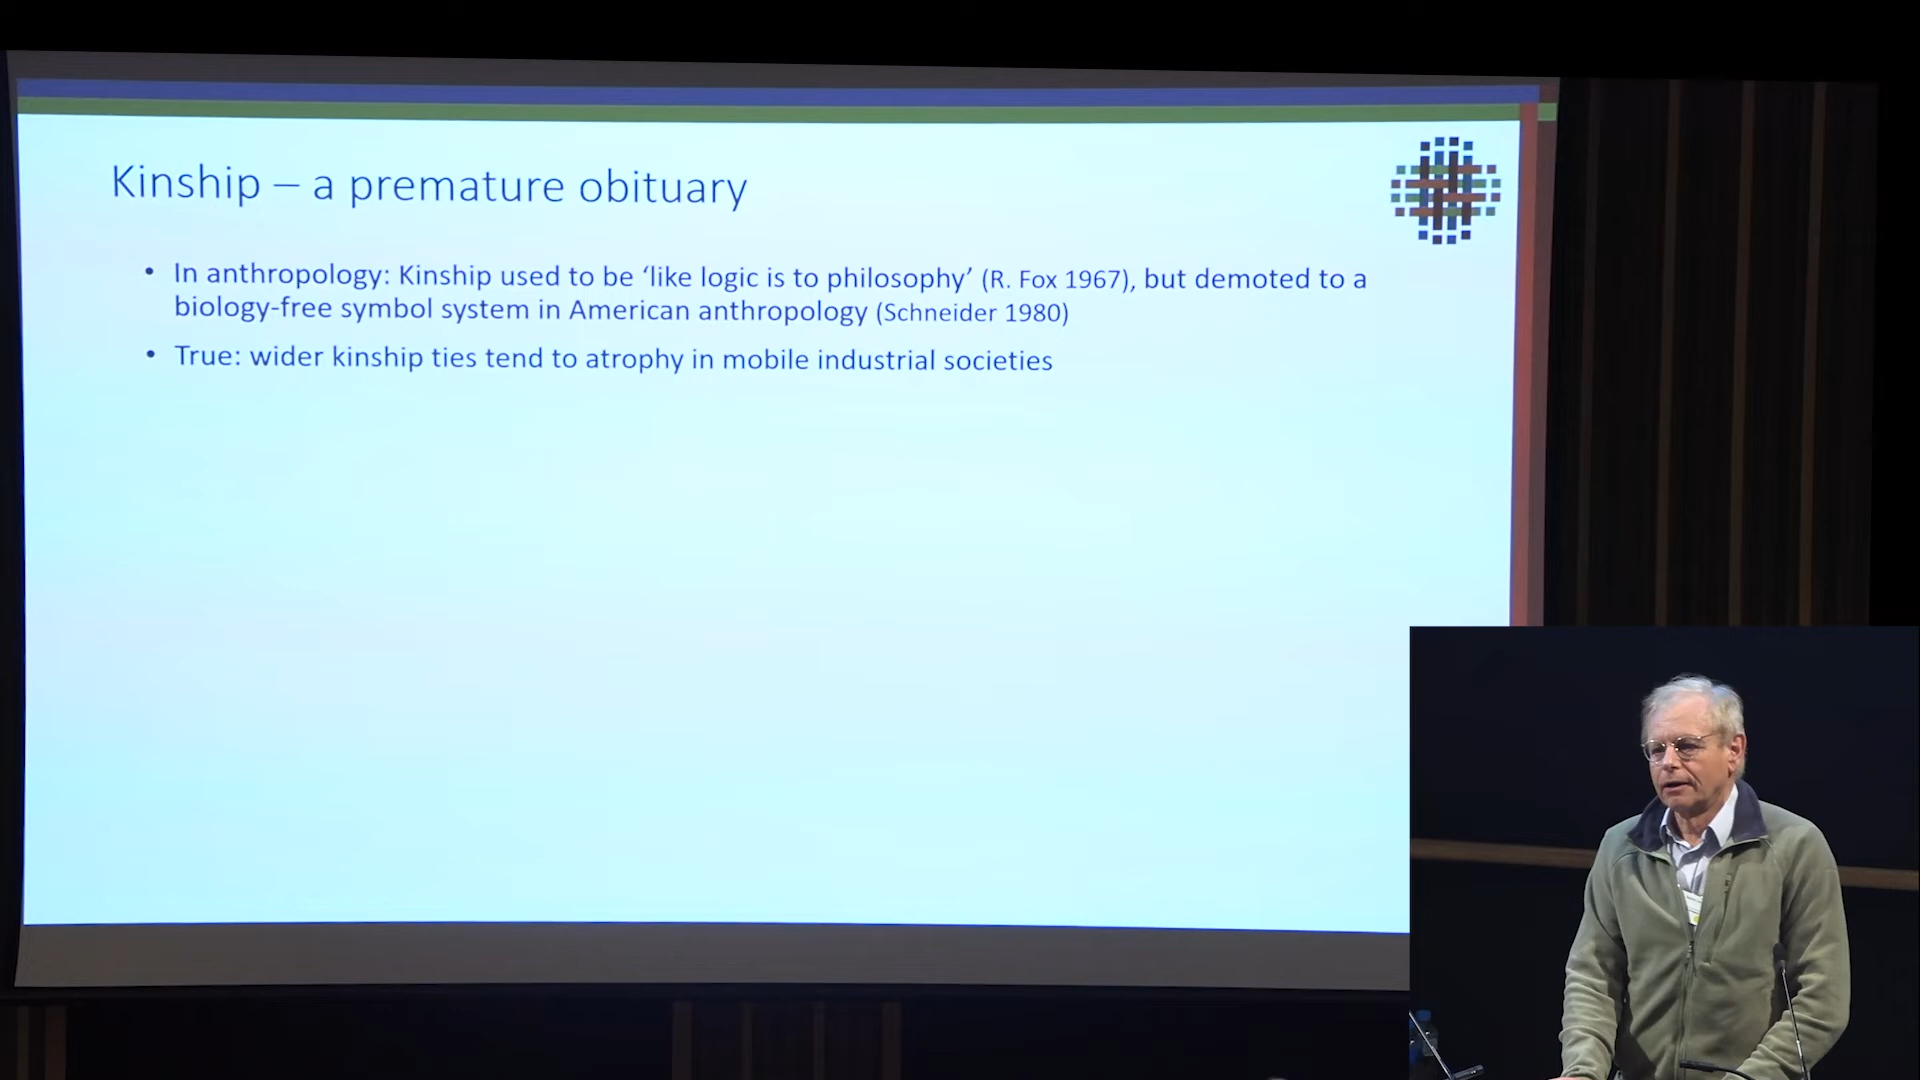 Kinship – a premature obituary
• In anthropology: Kinship used to be ‘like logic is to philosophy’ (R. Fox 1967), but demoted to a
biology-free symbol system in American anthropology (Schneider 1980)
• True: wider kinship ties tend to atrophy in mobile industrial societies